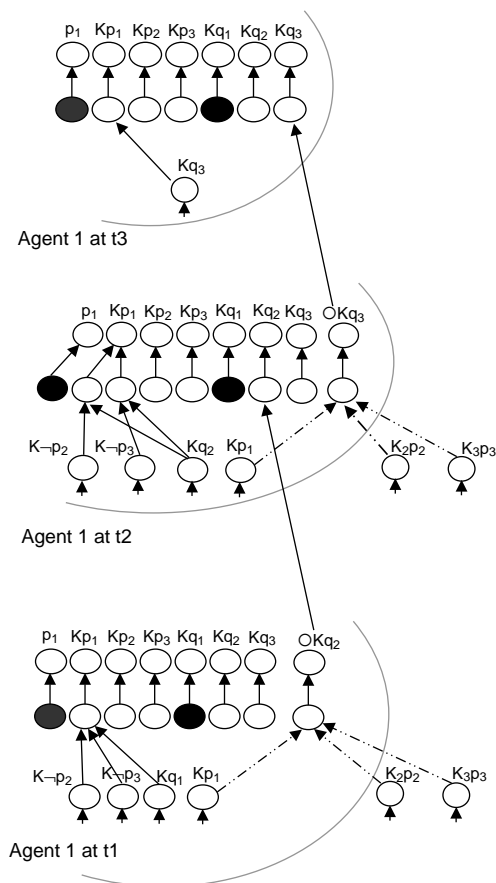 p₁ Kp₁ Kp₂ Kp₃ Kq₁ Kq₂ Kq₃
Kq₃
Agent 1 at t3
p₁ Kp₁ Kp₂ Kp₃ Kq₁ Kq₂ Kq₃ ○Kq₃
K¬p₂ K¬p₃ Kq₂ Kp₁ K₂p₂ K₃p₃
Agent 1 at t2
p₁ Kp₁ Kp₂ Kp₃ Kq₁ Kq₂ Kq₃ ○Kq₂
K¬p₂ K¬p₃ Kq₁ Kp₁ K₂p₂ K₃p₃
Agent 1 at t1